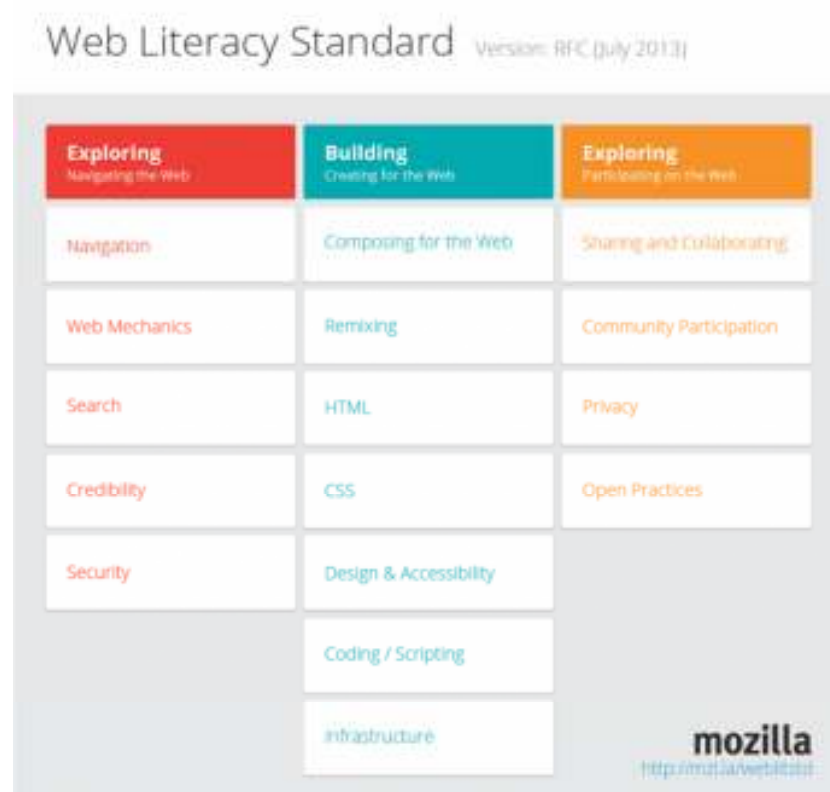 Web Literacy Standard Version: RFC (July 2013)
Exploring
Navigating the Web
Navigation
Web Mechanics
Search
Credibility
Security
Building
Creating for the Web
Composing for the Web
Remixing
HTML
CSS
Design & Accessibility
Coding / Scripting
Infrastructure
Exploring
Participating on the Web
Sharing and Collaborating
Community Participation
Privacy
Open Practices
mozilla